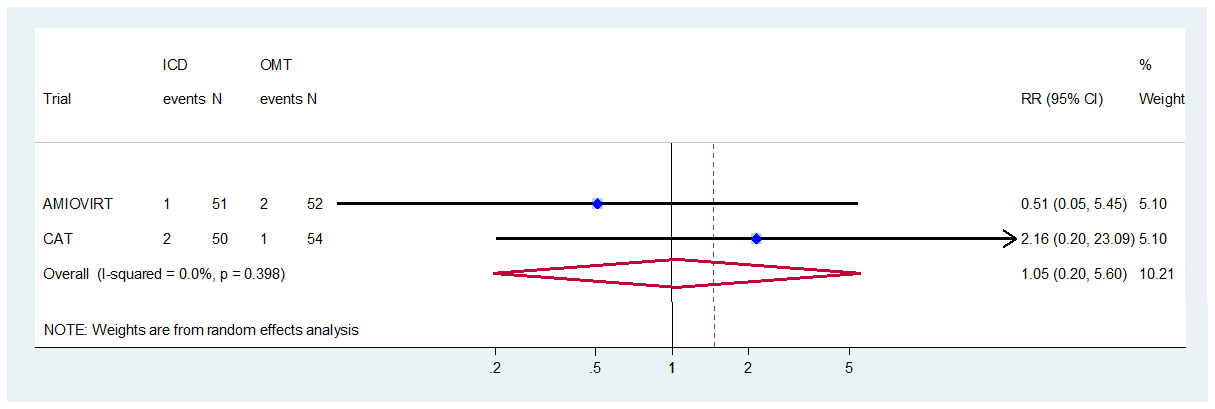 ICD OMT %
Trial events N events N RR (95% CI) Weight
AMIOVIRT 1 51 2 52 0.51 (0.05, 5.45) 5.10
CAT 2 50 1 54 2.16 (0.20, 23.09) 5.10
Overall (I-squared = 0.0%, p = 0.398) 1.05 (0.20, 5.60) 10.21
NOTE: Weights are from random effects analysis
.2 .5 1 2 5